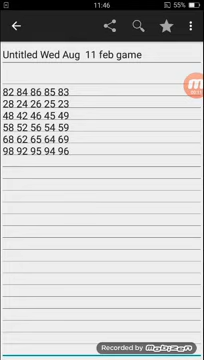 11:46
55%
Untitled Wed Aug 11 feb game
82 84 86 85 83
28 24 26 25 23
48 42 46 45 49
58 52 56 54 59
68 62 65 64 69
98 92 95 94 96
Recorded by Mobizen